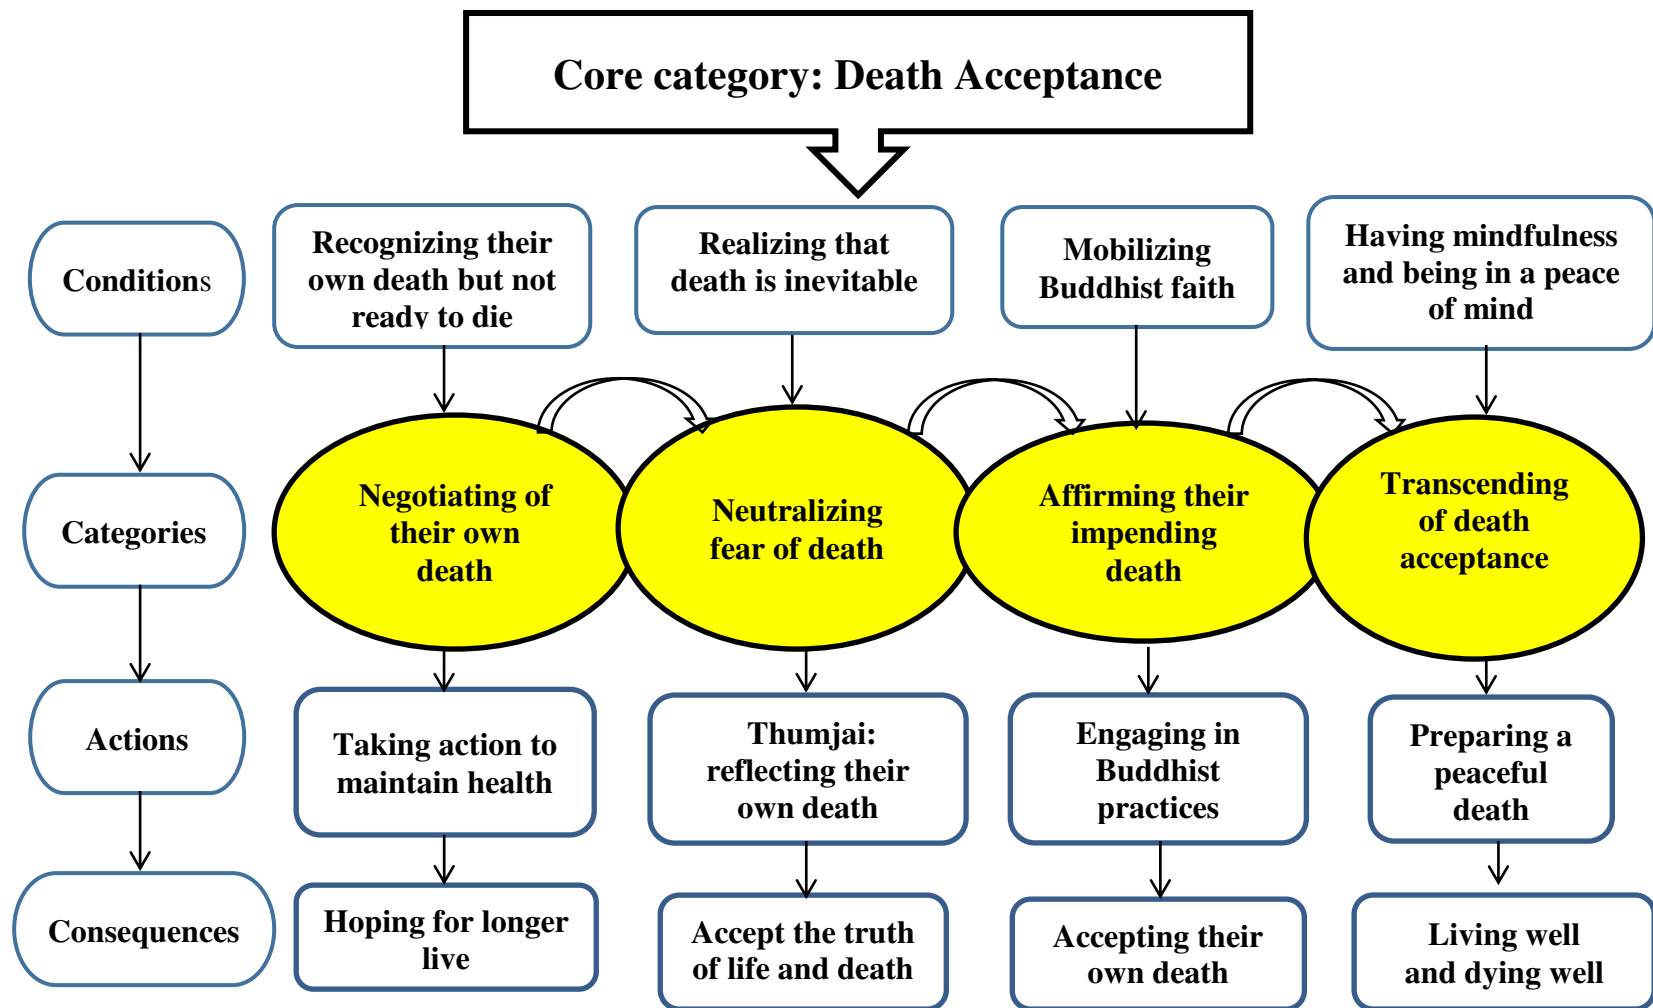 Core category: Death Acceptance
Conditions
Recognizing their
own death but not
ready to die
Realizing that
death is inevitable
Mobilizing
Buddhist faith
Having mindfulness
and being in a peace
of mind
Categories
Negotiating of
their own
death
Neutralizing
fear of death
Affirming their
impending
death
Transcending
of death
acceptance
Actions
Taking action to
maintain health
Thumjai:
reflecting their
own death
Engaging in
Buddhist
practices
Preparing a
peaceful
death
Consequences
Hoping for longer
live
Accept the truth
of life and death
Accepting their
own death
Living well
and dying well